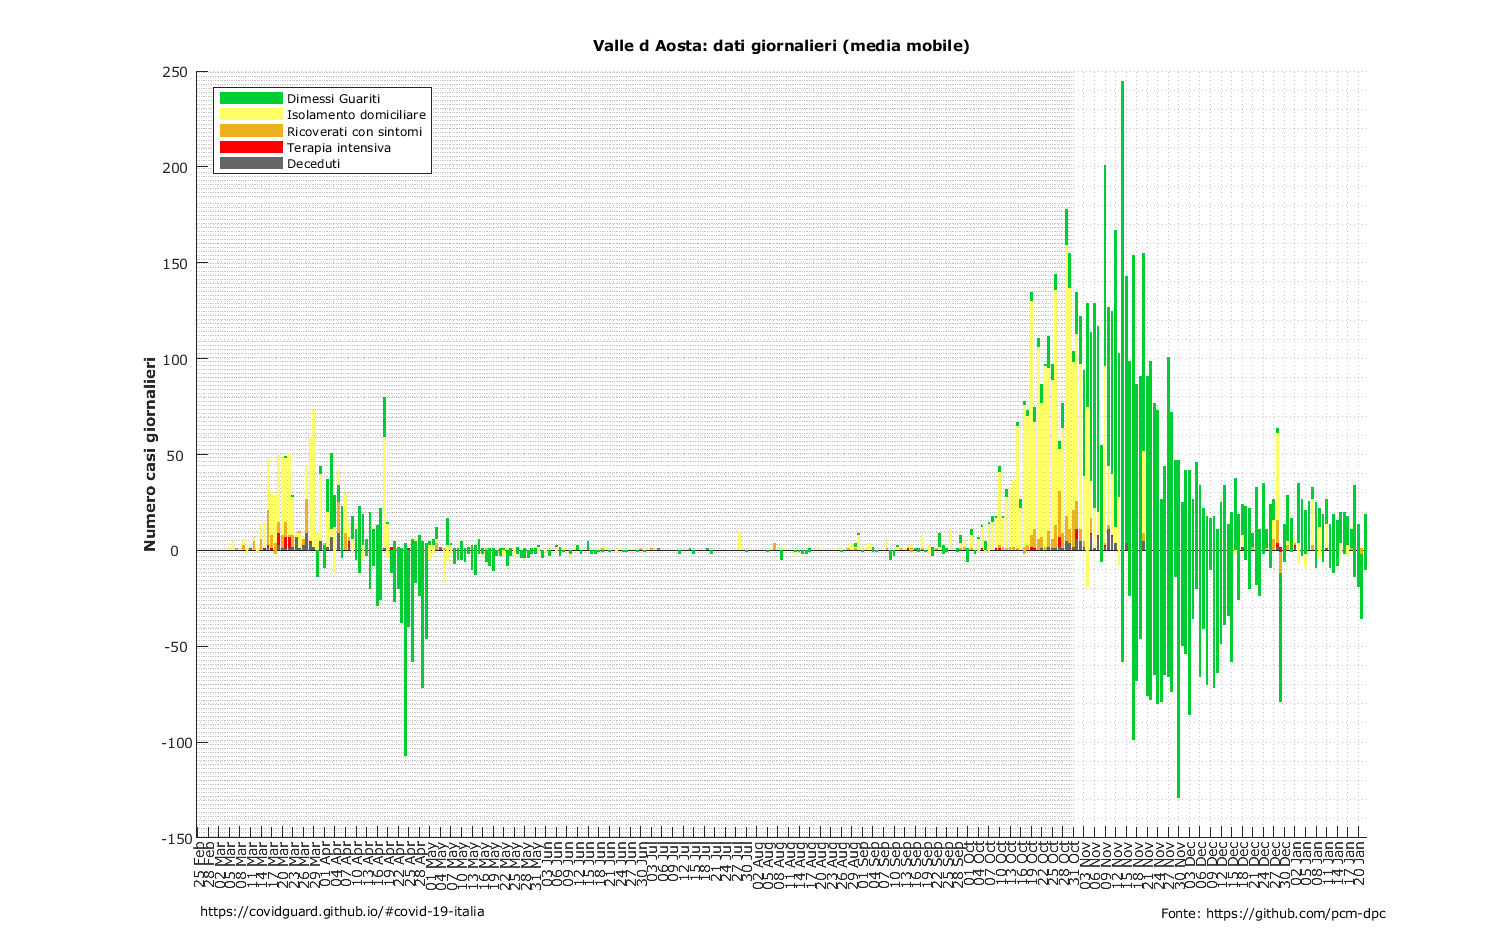 Valle d Aosta: dati giornalieri (media mobile)
Numero casi giornalieri
250
200
150
100
50
0
-50
-100
-150
Dimessi Guariti
Isolamento domiciliare
Ricoverati con sintomi
Terapia intensiva
Deceduti
25 Feb
28 Feb
02 Mar
05 Mar
08 Mar
11 Mar
14 Mar
17 Mar
20 Mar
23 Mar
26 Mar
29 Mar
01 Apr
04 Apr
07 Apr
10 Apr
13 Apr
16 Apr
19 Apr
22 Apr
25 Apr
28 Apr
01 May
04 May
07 May
10 May
13 May
16 May
19 May
22 May
25 May
28 May
31 May
03 Jun
06 Jun
09 Jun
12 Jun
15 Jun
18 Jun
21 Jun
24 Jun
27 Jun
30 Jun
03 Jul
06 Jul
09 Jul
12 Jul
15 Jul
18 Jul
21 Jul
24 Jul
27 Jul
30 Jul
02 Aug
05 Aug
08 Aug
11 Aug
14 Aug
17 Aug
20 Aug
23 Aug
26 Aug
29 Aug
01 Sep
04 Sep
07 Sep
10 Sep
13 Sep
16 Sep
19 Sep
22 Sep
25 Sep
28 Sep
01 Oct
04 Oct
07 Oct
10 Oct
13 Oct
16 Oct
19 Oct
22 Oct
25 Oct
28 Oct
31 Oct
03 Nov
06 Nov
09 Nov
12 Nov
15 Nov
18 Nov
21 Nov
24 Nov
27 Nov
30 Nov
03 Dec
06 Dec
09 Dec
12 Dec
15 Dec
18 Dec
21 Dec
24 Dec
27 Dec
30 Dec
02 Jan
05 Jan
08 Jan
11 Jan
14 Jan
17 Jan
20 Jan
https://covidguard.github.io/#covid-19-italia
Fonte: https://github.com/pcm-dpc